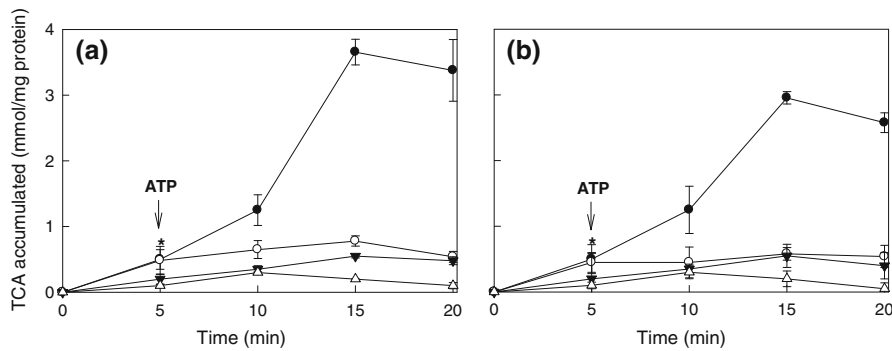 TCA accumulated (mmol/mg protein)
4
3
2
1
0
(a)
ATP
*
0 5 10 15 20
Time (min)
(b)
ATP
*
0 5 10 15 20
Time (min)